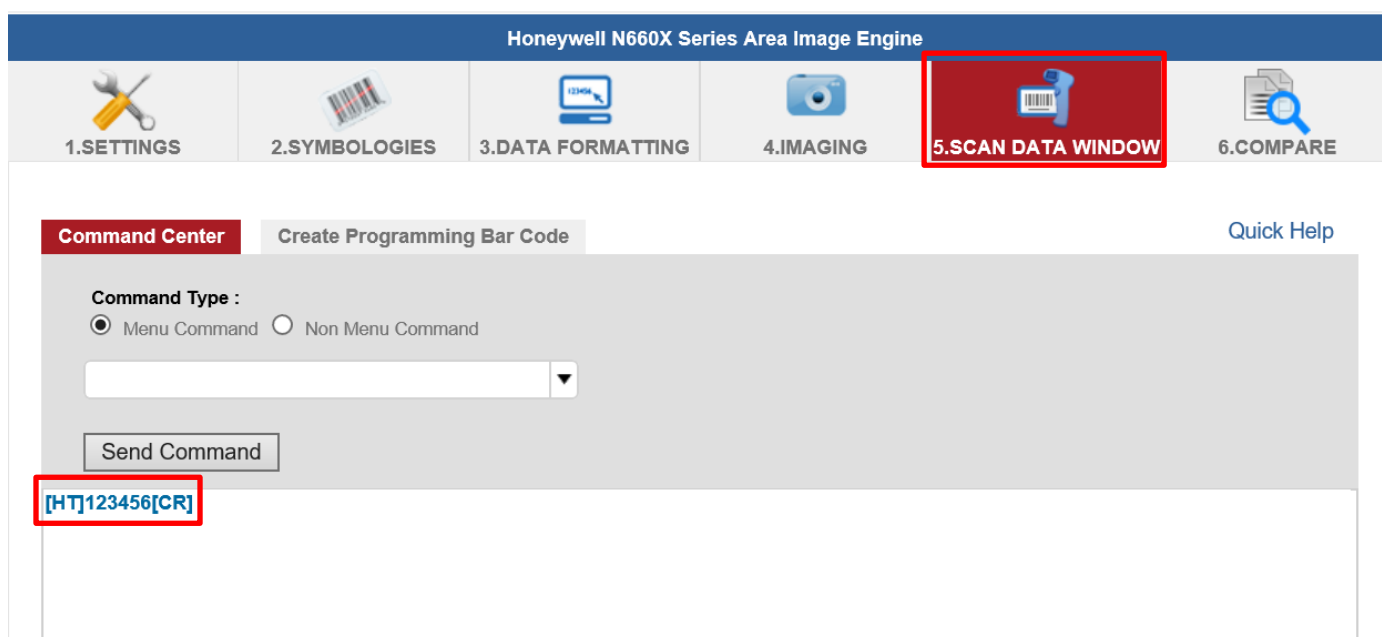 Honeywell N660X Series Area Image Engine
1.SETTINGS 2.SYMBOLOGIES 3.DATA FORMATTING 4.IMAGING 5.SCAN DATA WINDOW 6.COMPARE
Command Center Create Programming Bar Code Quick Help
Command Type :
Menu Command Non Menu Command
Send Command
[HT]123456[CR]